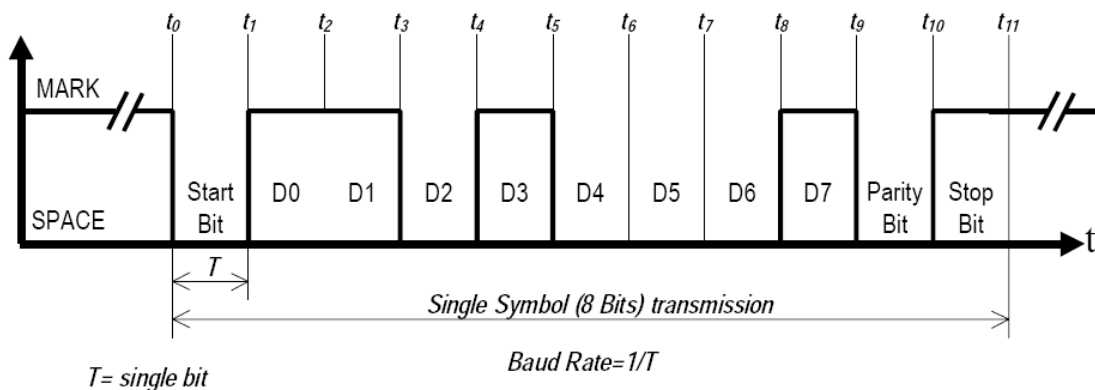 t0 t1 t2 t3 t4 t5 t6 t7 t8 t9 t10 t11
MARK
Start Bit D0 D1 D2 D3 D4 D5 D6 D7 Parity Bit Stop Bit
SPACE
t
T
Single Symbol (8 Bits) transmission
Baud Rate=1/T
T= single bit